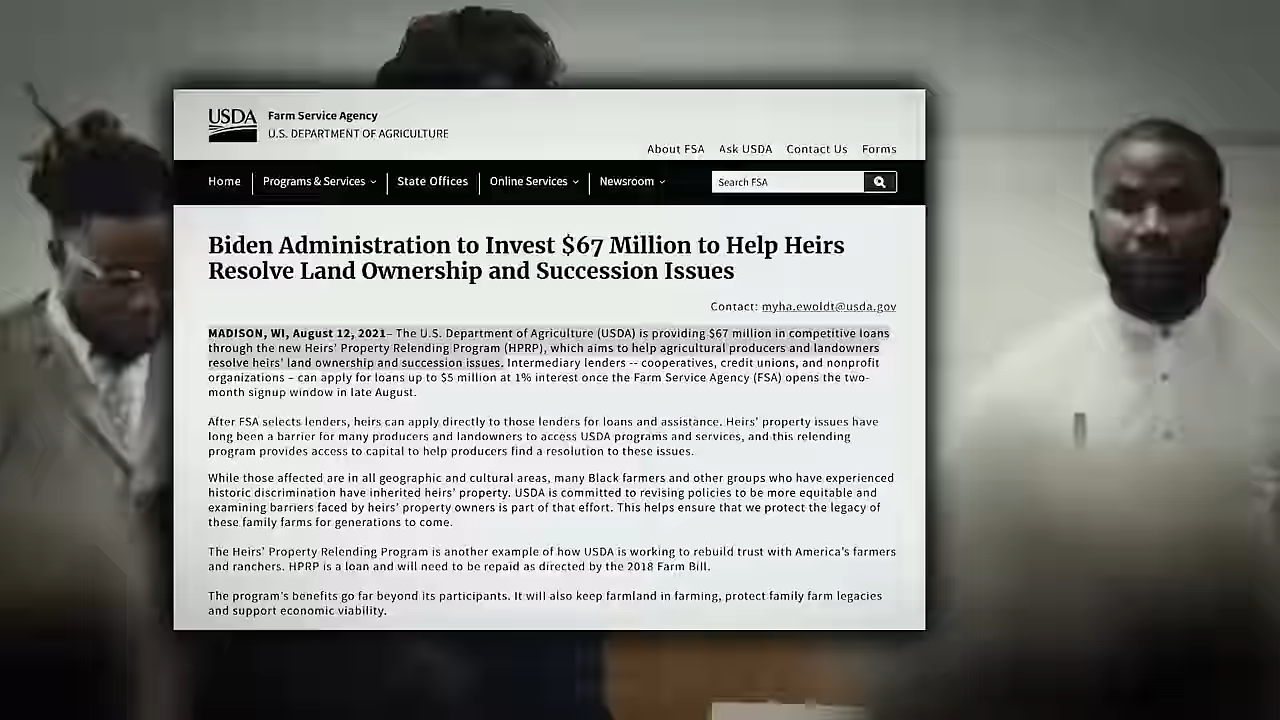 USDA
Farm Service Agency
U.S. DEPARTMENT OF AGRICULTURE
About FSA Ask USDA Contact Us Forms
Home Programs & Services State Offices Online Services Newsroom Search FSA
Biden Administration to Invest $67 Million to Help Heirs
Resolve Land Ownership and Succession Issues
Contact: myha.ewoldt@usda.gov
MADISON, WI, August 12, 2021– The U.S. Department of Agriculture (USDA) is providing $67 million in competitive loans
through the new Heirs' Property Relending Program (HPRP), which aims to help agricultural producers and landowners
resolve heirs' land ownership and succession issues. Intermediary lenders -- cooperatives, credit unions, and nonprofit
organizations – can apply for loans up to $5 million at 1% interest once the Farm Service Agency (FSA) opens the two-
month signup window in late August.
After FSA selects lenders, heirs can apply directly to those lenders for loans and assistance. Heirs' property issues have
long been a barrier for many producers and landowners to access USDA programs and services, and this relending
program provides access to capital to help producers find a resolution to these issues.
While those affected are in all geographic and cultural areas, many Black farmers and other groups who have experienced
historic discrimination have inherited heirs' property. USDA is committed to revising policies to be more equitable and
examining barriers faced by heirs' property owners is part of that effort. This helps ensure that we protect the legacy of
these family farms for generations to come.
The Heirs' Property Relending Program is another example of how USDA is working to rebuild trust with America's farmers
and ranchers. HPRP is a loan and will need to be repaid as directed by the 2018 Farm Bill.
The program's benefits go far beyond its participants. It will also keep farmland in farming, protect family farm legacies
and support economic viability.